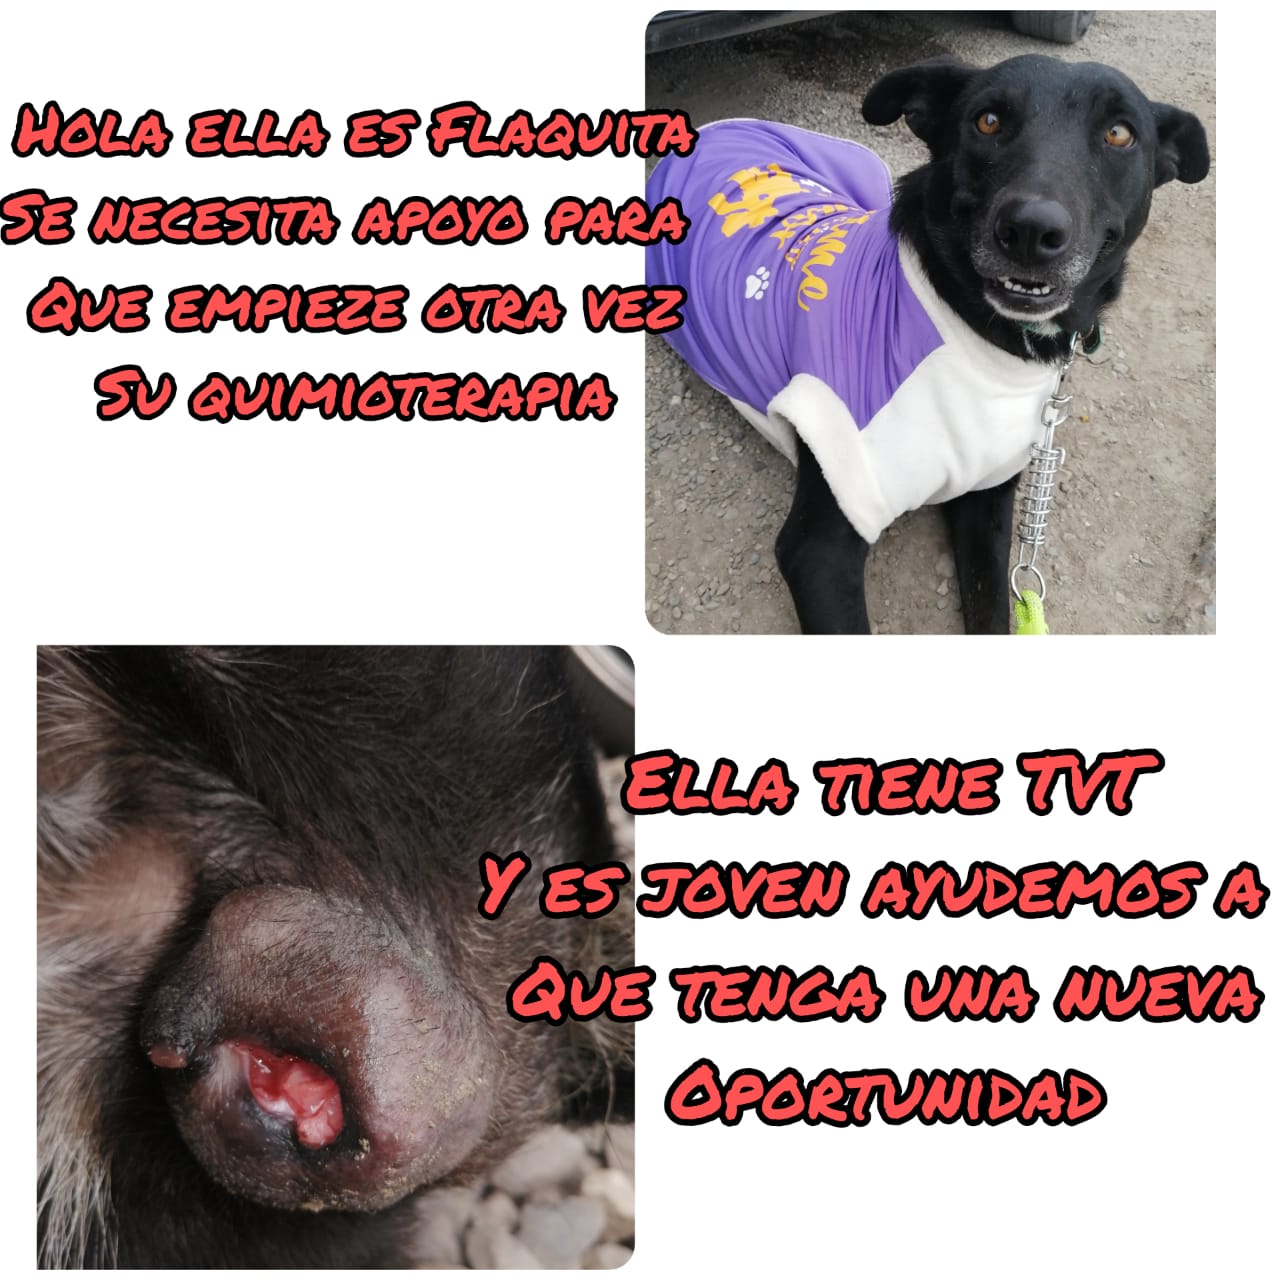 Hola ella es Flaquita
Se necesita apoyo para
Que empieze otra vez
Su quimioterapia
Ella tiene TVT
Y es joven ayudemos a
Que tenga una nueva
Oportunidad